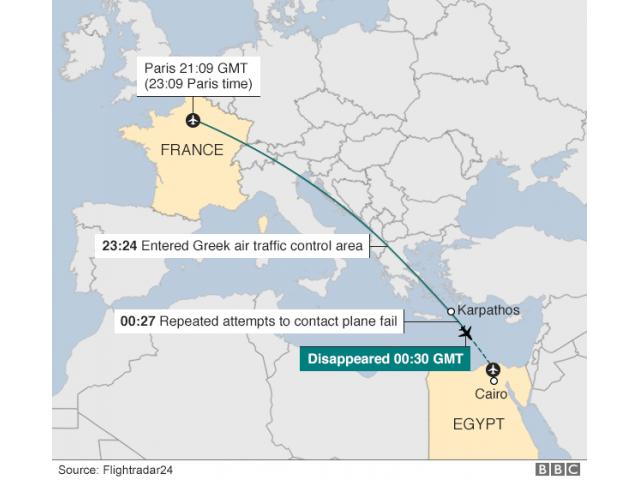 Paris 21:09 GMT
(23:09 Paris time)
FRANCE
23:24 Entered Greek air traffic control area
Karpathos
00:27 Repeated attempts to contact plane fail
Disappeared 00:30 GMT
Cairo
EGYPT
Source: Flightradar24
BBC